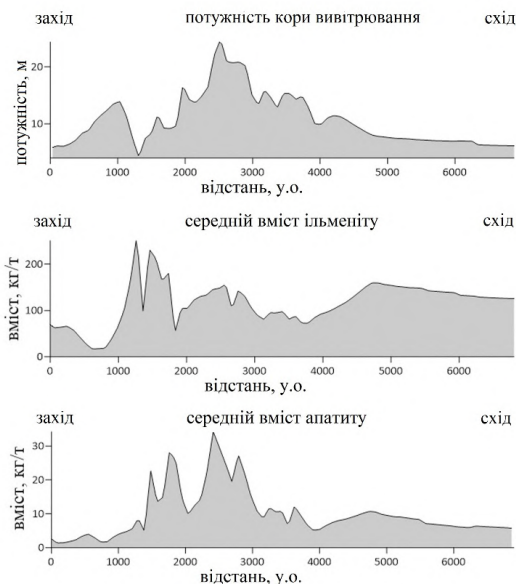 захід потужність кори вивітрювання схід
потужність, м
20
10
0 1000 2000 3000 4000 5000 6000
відстань, у.о.
захід середній вміст ільменіту схід
вміст, кг/т
200
100
0
0 1000 2000 3000 4000 5000 6000
відстань, у.о.
захід середній вміст апатиту схід
вміст, кг/т
30
20
10
0
0 1000 2000 3000 4000 5000 6000
відстань, у.о.